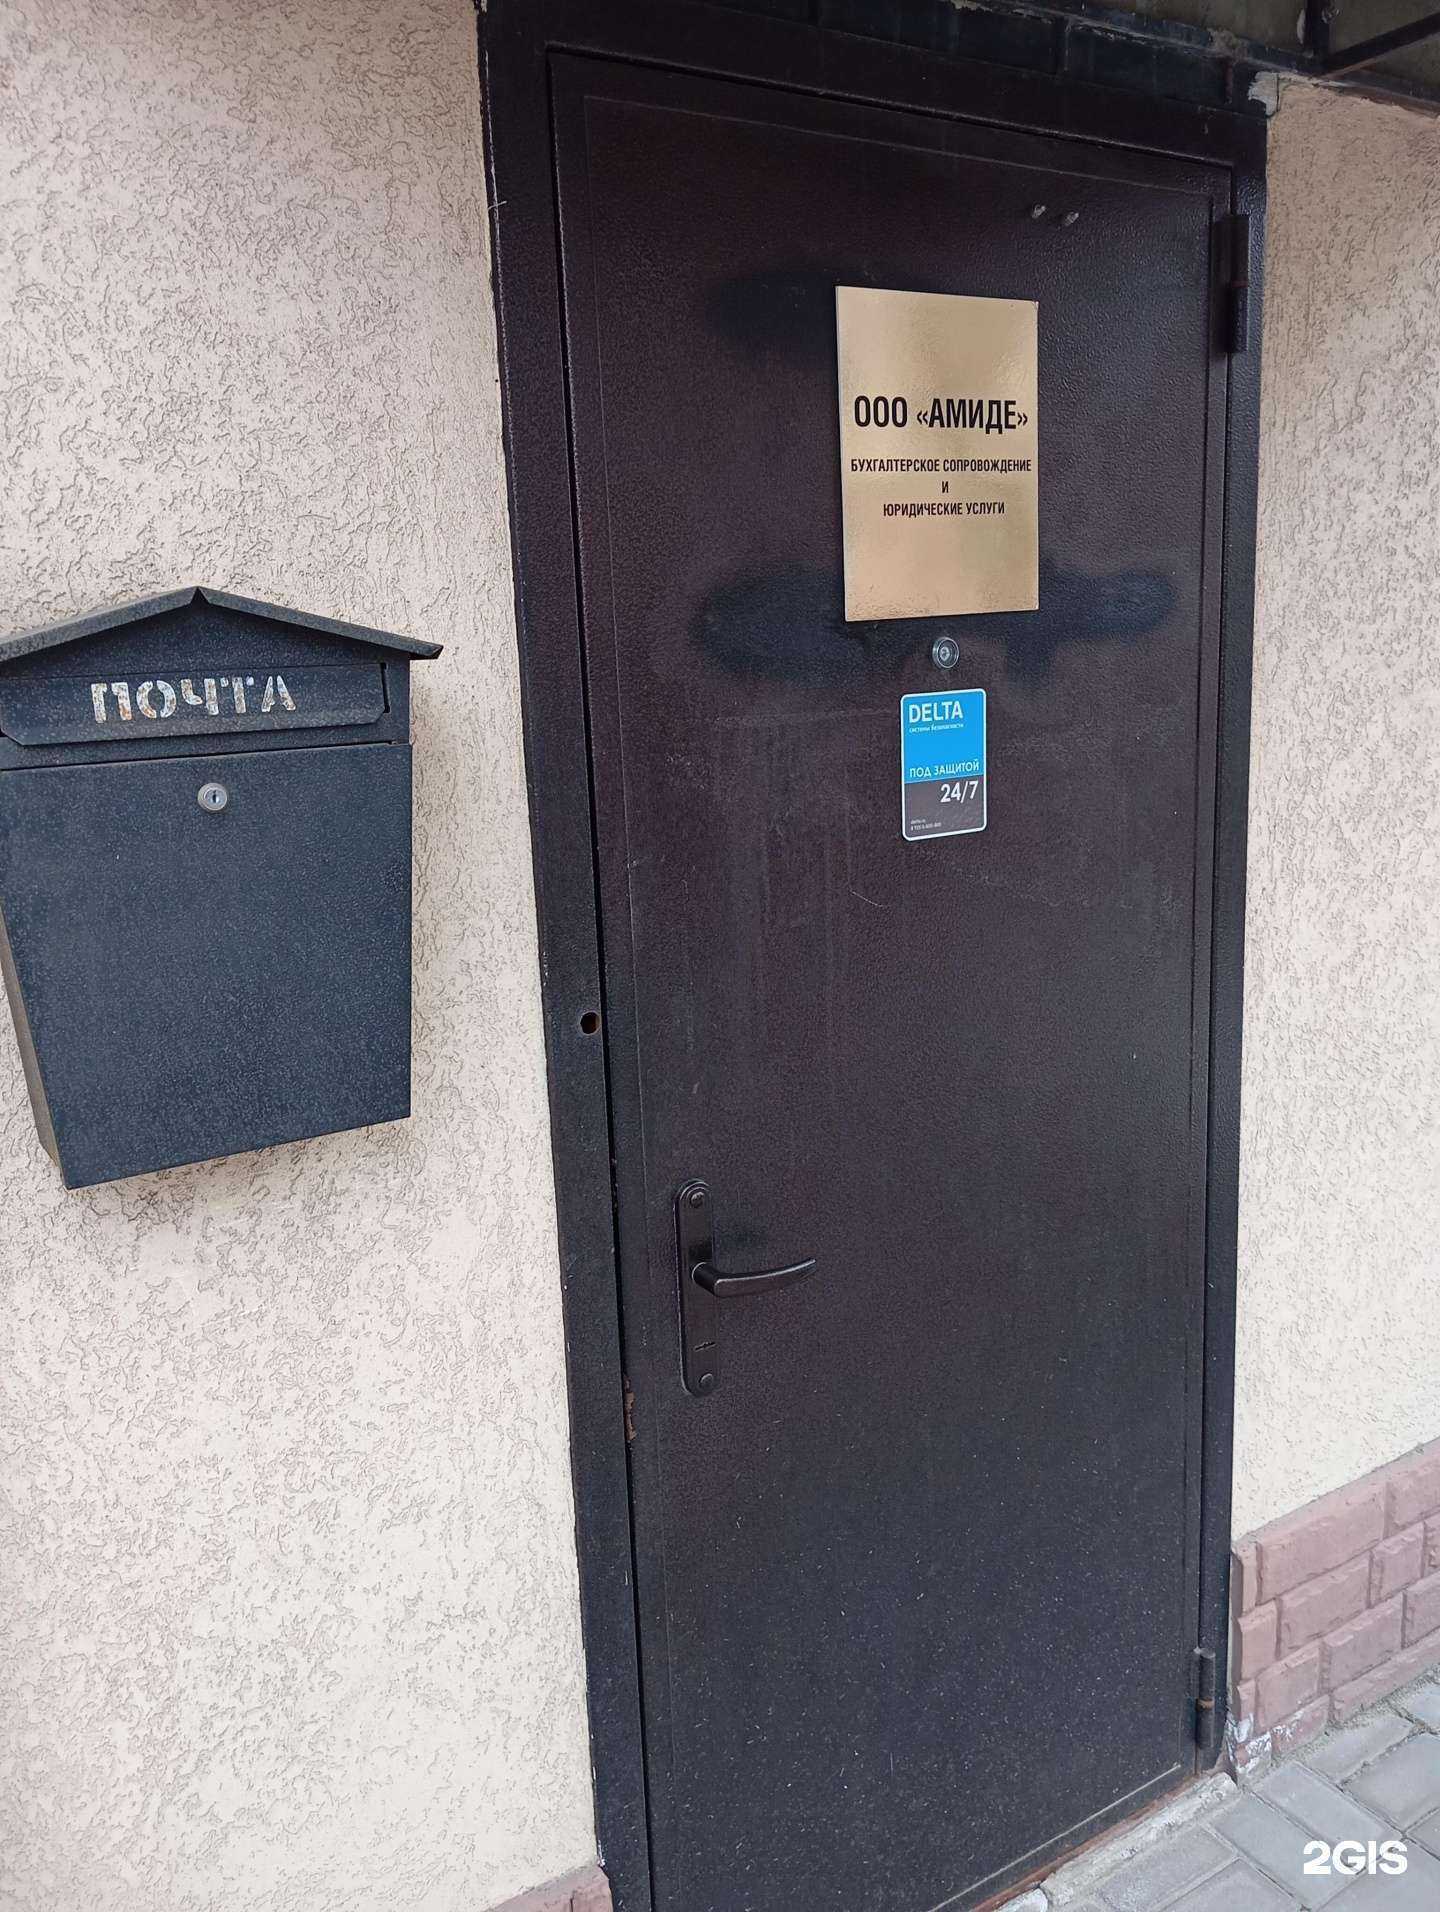 ООО «АМИДЕ»
БУХГАЛТЕРСКОЕ СОПРОВОЖДЕНИЕ
И
ЮРИДИЧЕСКИЕ УСЛУГИ
ПОЧТА
DELTA
системы безопасности
ПОД ЗАЩИТОЙ
24/7
2GIS